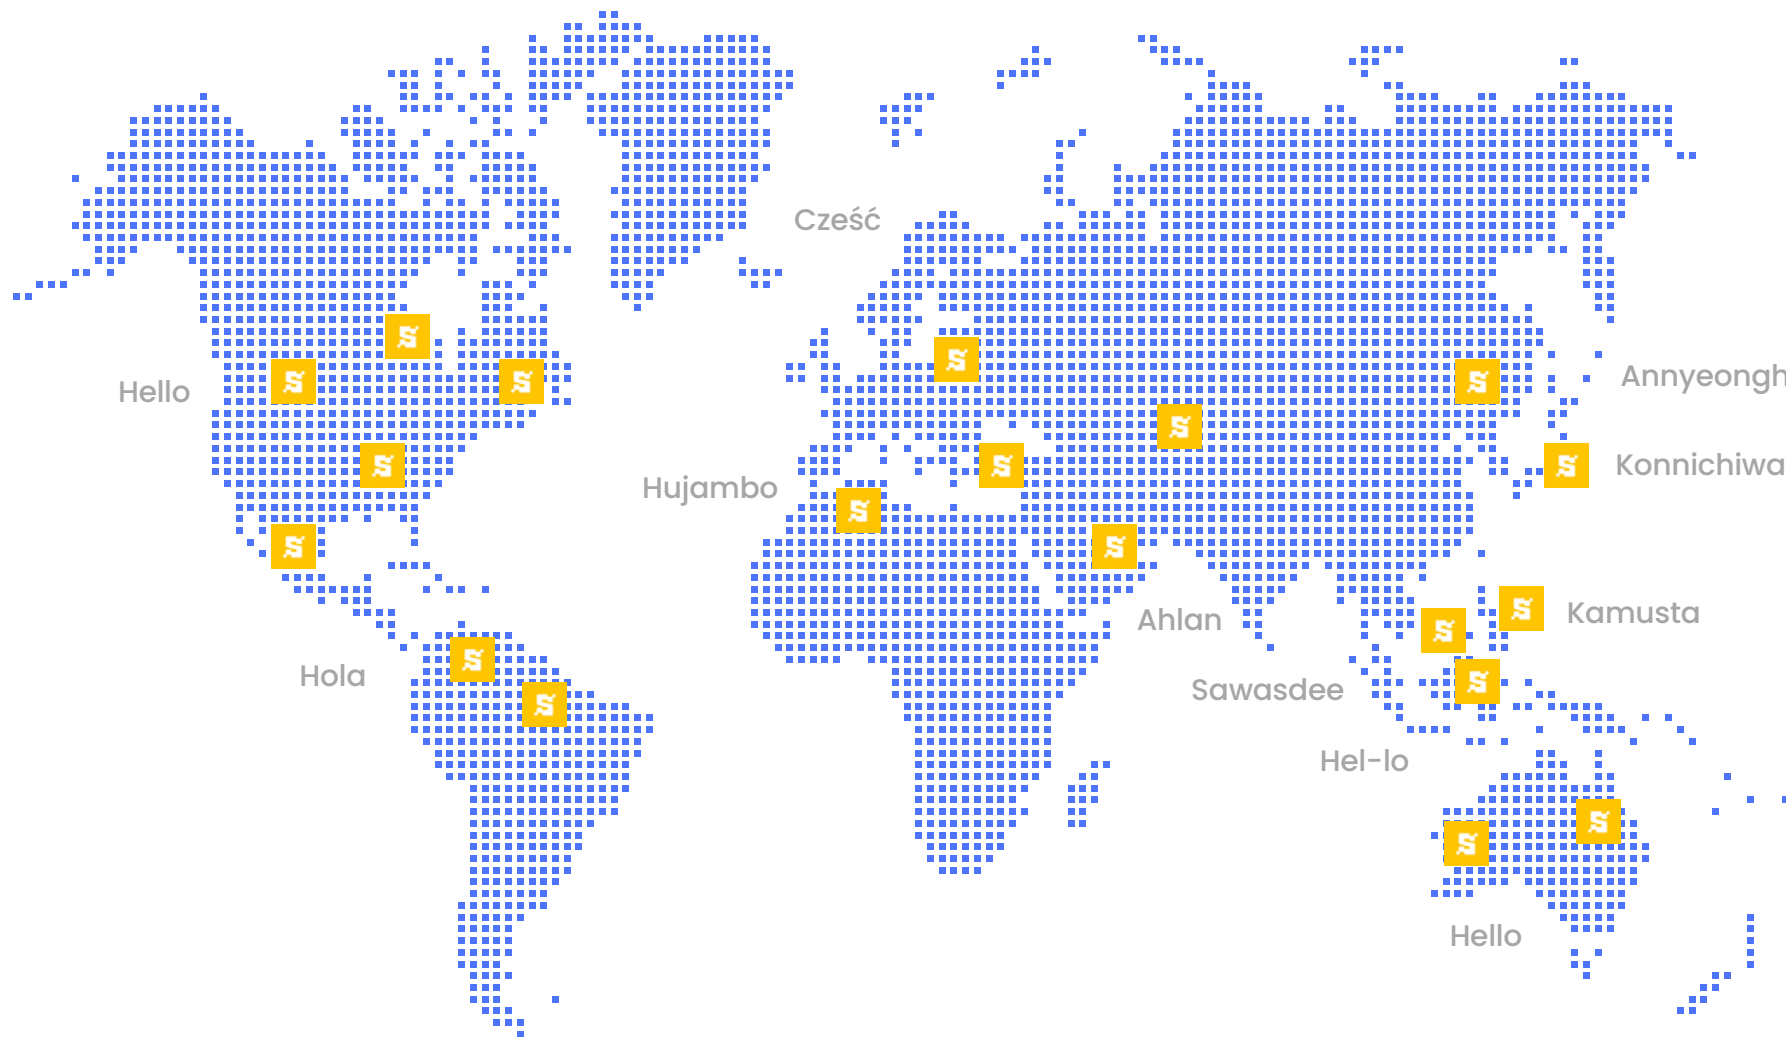 Cześć
Annyeongh
Hello
Konnichiwa
Hujambo
Kamusta
Ahlan
Hola
Sawasdee
Hel-lo
Hello